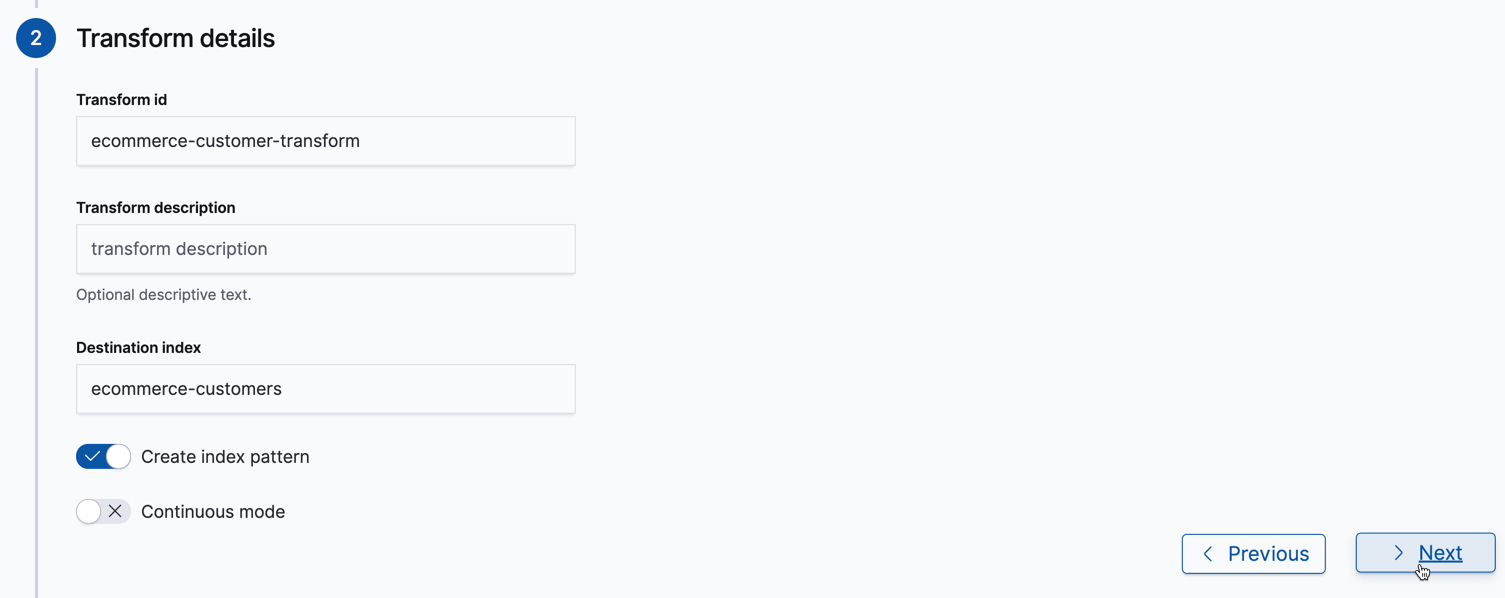 2
Transform details
Transform id
ecommerce-customer-transform
Transform description
transform description
Optional descriptive text.
Destination index
ecommerce-customers
Create index pattern
Continuous mode
Previous
Next